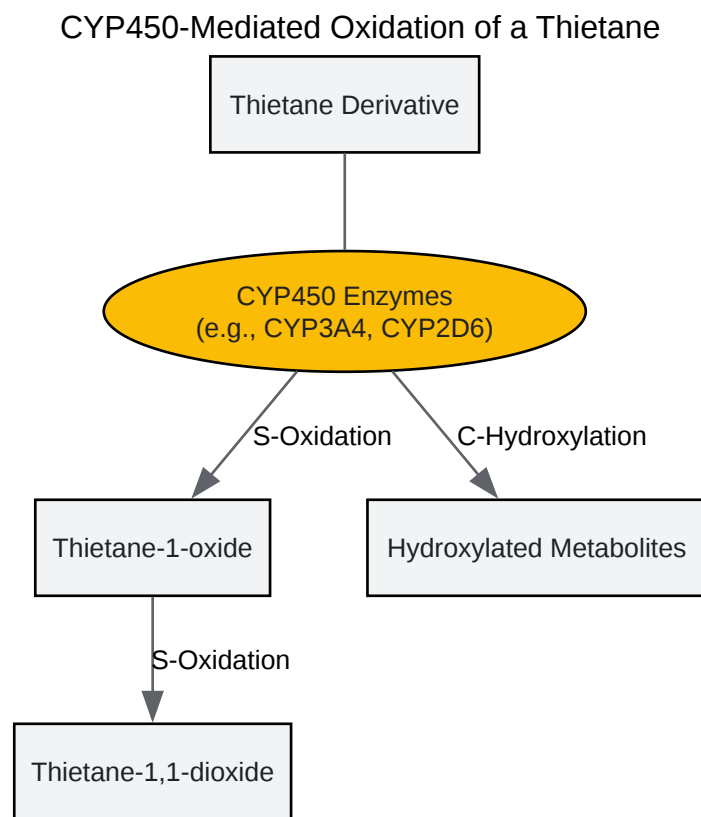 CYP450-Mediated Oxidation of a Thietane
Thietane Derivative
CYP450 Enzymes
(e.g., CYP3A4, CYP2D6)
S-Oxidation
C-Hydroxylation
Thietane-1-oxide
Hydroxylated Metabolites
S-Oxidation
Thietane-1,1-dioxide